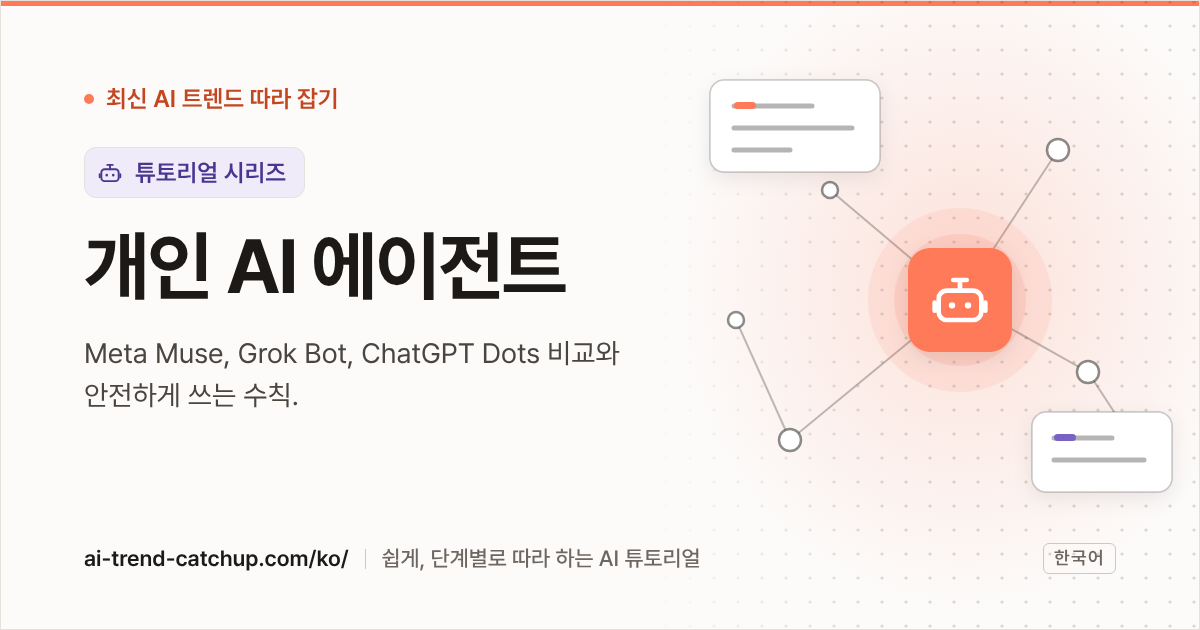 최신 AI 트렌드 따라 잡기
튜토리얼 시리즈
개인 AI 에이전트
Meta Muse, Grok Bot, ChatGPT Dots 비교와
안전하게 쓰는 수칙.
ai-trend-catchup.com/ko/ | 쉽게, 단계별로 따라 하는 AI 튜토리얼
한국어